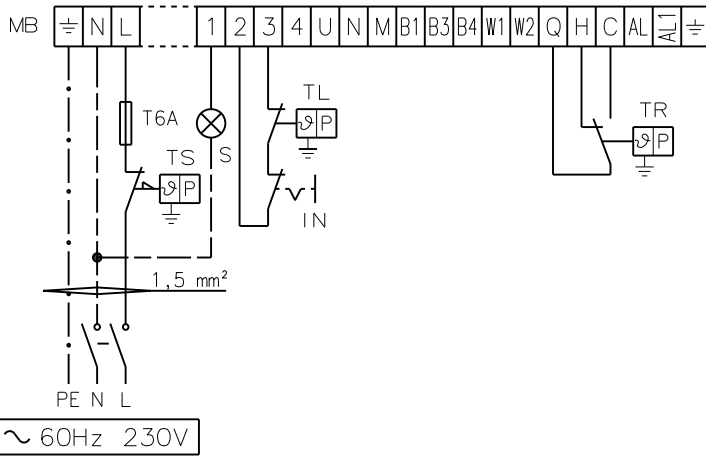 MB ⏚ N L 1 2 3 4 U N M B1 B3 B4 W1 W2 Q H C AL AL1 ⏚
TL
TR
T6A
ϑ P
ϑ P
TS
S
ϑ P
IN
1,5 mm²
PE N L
~ 60Hz 230V